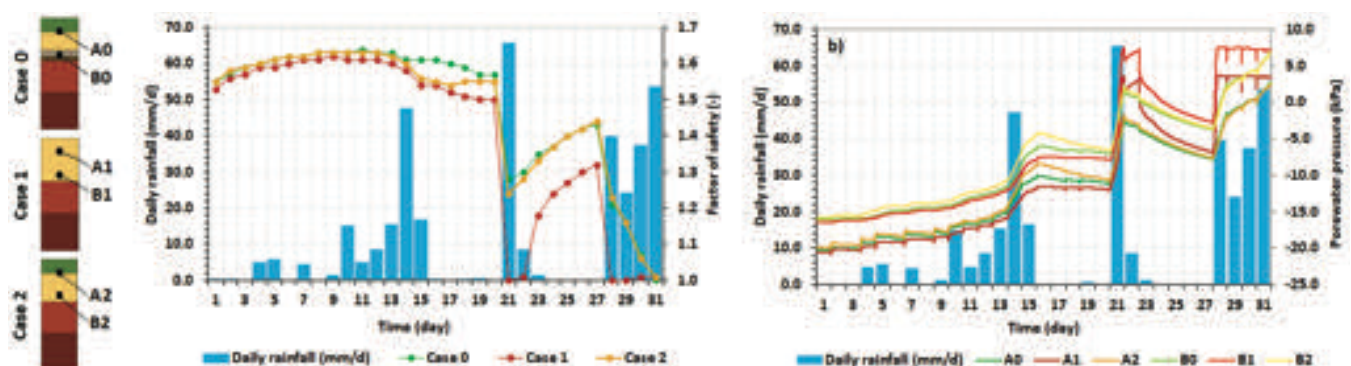 Case 0
A0
B0
Case 1
A1
B1
Case 2
A2
B2
Daily rainfall (mm/d)
70.0
60.0
50.0
40.0
30.0
20.0
10.0
0.0
1 3 5 7 9 11 13 15 17 19 21 23 25 27 29 31
Time (day)
1.7
1.6
1.5
1.4
1.3
1.2
1.1
1.0
Factor of safety (-)
Daily rainfall (mm/d) Case 0 Case 1 Case 2
b)
Daily rainfall (mm/d)
70.0
60.0
50.0
40.0
30.0
20.0
10.0
0.0
1 3 5 7 9 11 13 15 17 19 21 23 25 27 29 31
Time (day)
10.0
5.0
0.0
-5.0
-10.0
-15.0
-20.0
-25.0
Porewater pressure (kPa)
Daily rainfall (mm/d) A0 A1 A2 B0 B1 B2